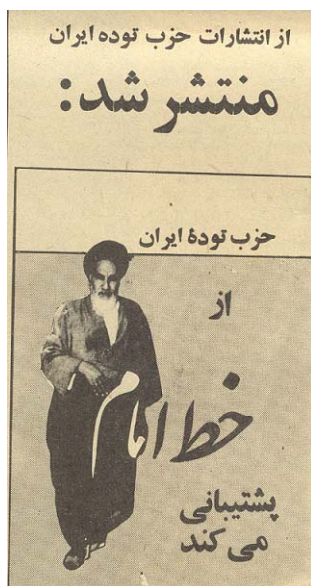 از انتشارات حزب توده ایران
منتشر شد:
حزب تودهٔ ایران
از
خط امام
پشتیبانی
می کند